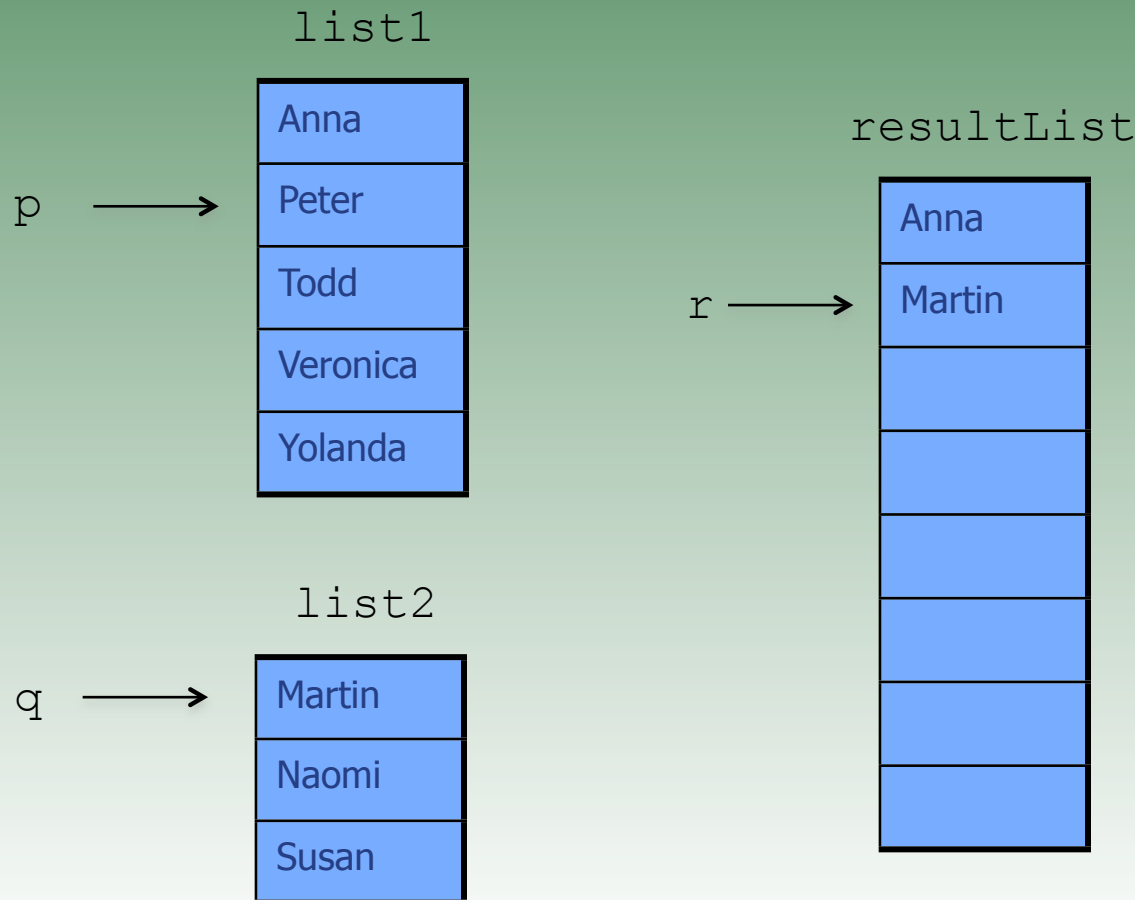 list1
Anna
p
Peter
Todd
Veronica
Yolanda
list2
q
Martin
Naomi
Susan
resultList
Anna
r
Martin